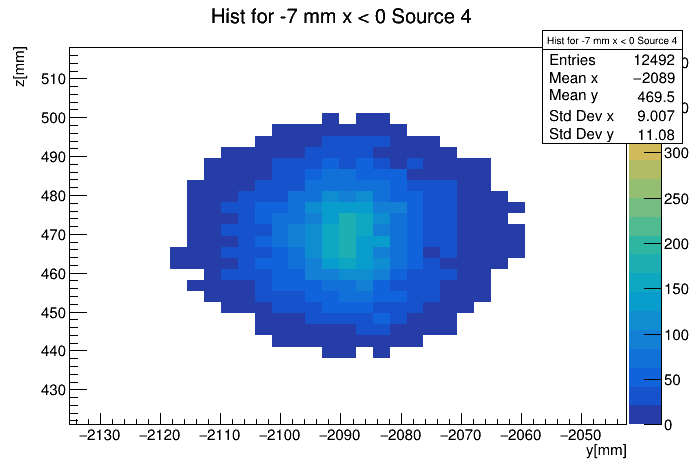 Hist for -7 mm x < 0 Source 4
z[mm]
Hist for -7 mm x < 0 Source 4
Entries 12492
Mean x −2089
Mean y 469.5
Std Dev x 9.007
Std Dev y 11.08
510
500
490
480
470
460
450
440
430
300
250
200
150
100
50
0
−2130 −2120 −2110 −2100 −2090 −2080 −2070 −2060 −2050
y[mm]